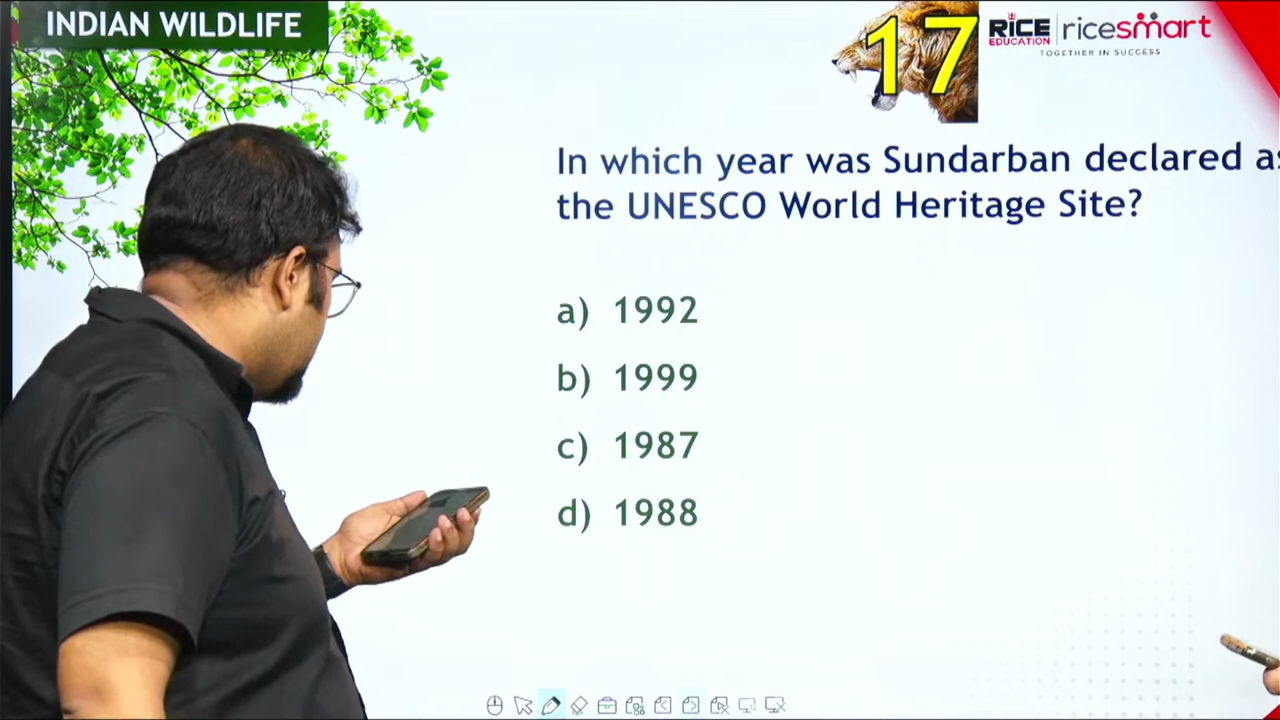 INDIAN WILDLIFE
17
RICE
EDUCATION
ricesmart
TOGETHER IN SUCCESS
In which year was Sundarban declared as
the UNESCO World Heritage Site?
a) 1992
b) 1999
c) 1987
d) 1988